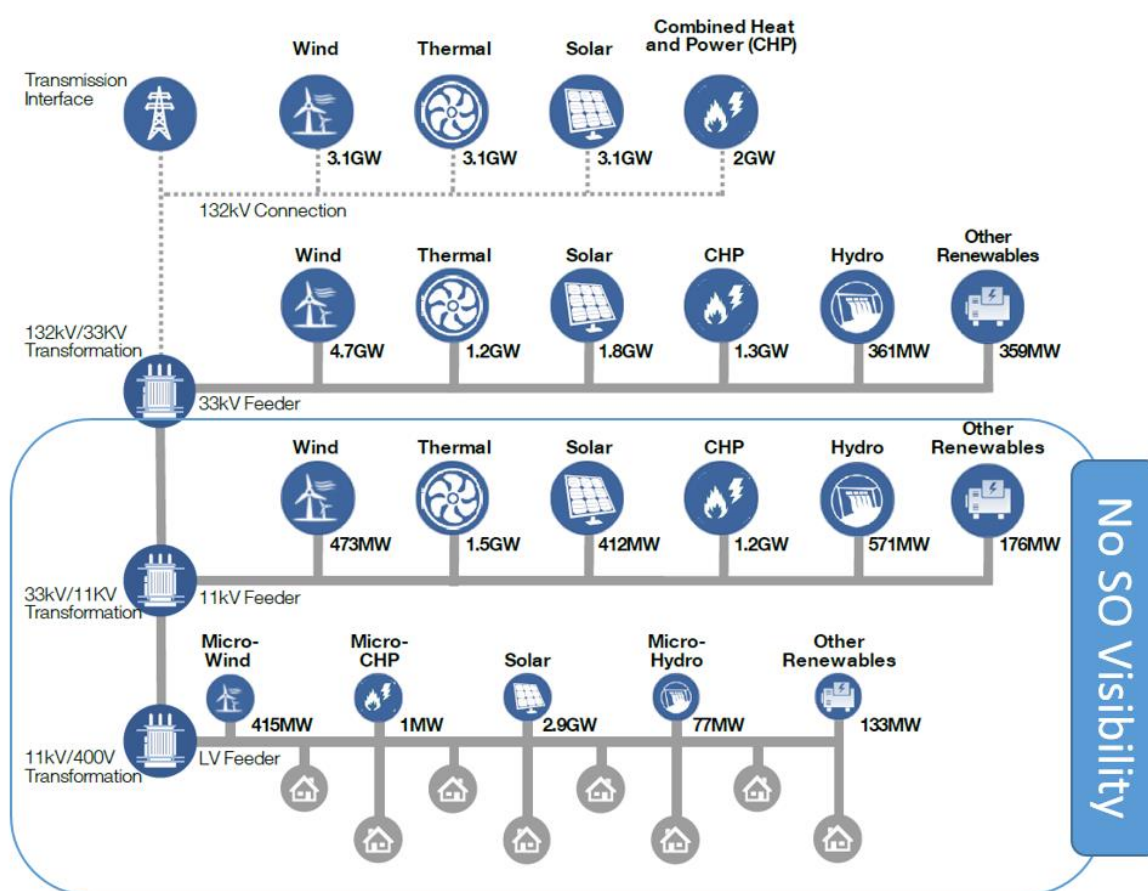 Wind
Thermal
Solar
Combined Heat
and Power (CHP)
Transmission
Interface
3.1GW
3.1GW
3.1GW
2GW
132kV Connection
Wind
Thermal
Solar
CHP
Hydro
Other
Renewables
132kV/33KV
Transformation
4.7GW
1.2GW
1.8GW
1.3GW
361MW
359MW
33kV Feeder
Wind
Thermal
Solar
CHP
Hydro
Other
Renewables
473MW
1.5GW
412MW
1.2GW
571MW
176MW
33kV/11KV
Transformation
11kV Feeder
Micro-
Wind
Micro-
CHP
Solar
Micro-
Hydro
Other
Renewables
415MW
1MW
2.9GW
77MW
133MW
11kV/400V
Transformation
LV Feeder
No SO Visibility